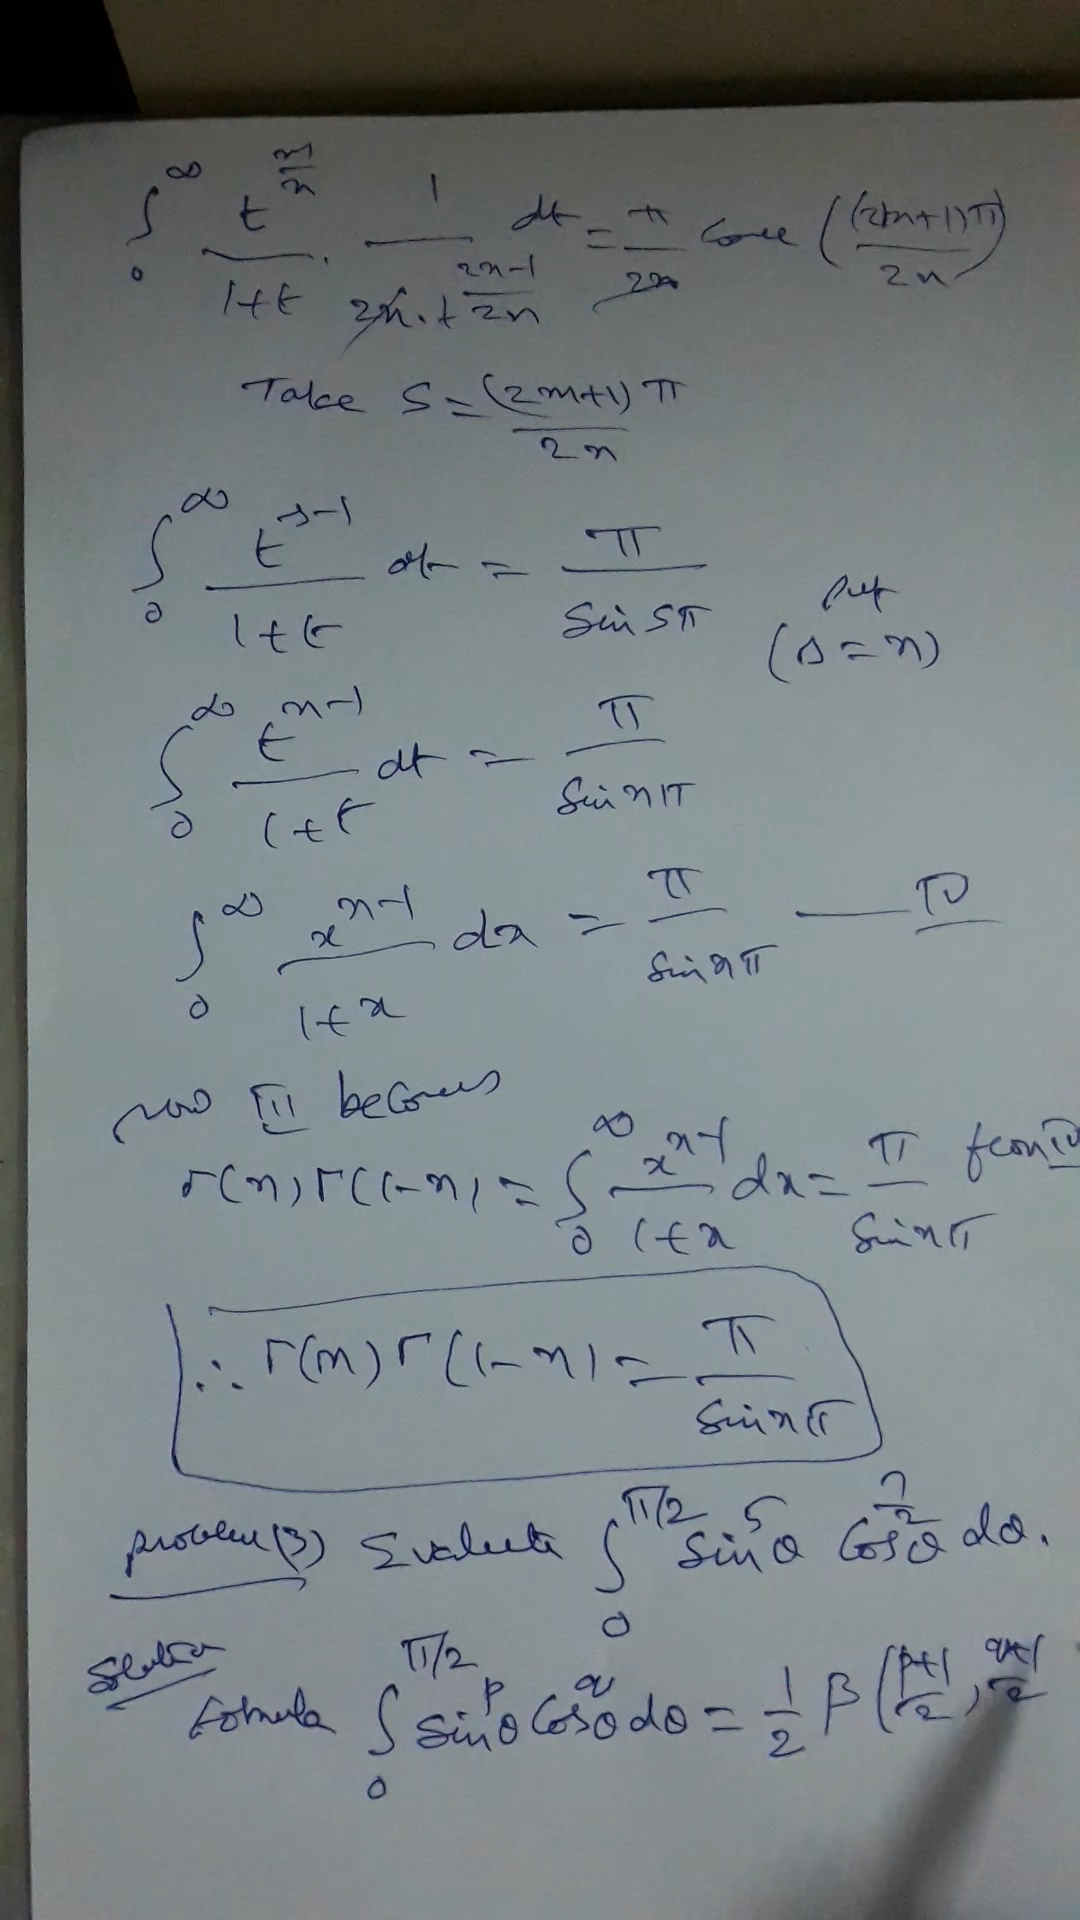 ∫₀^∞ t^(m/n)/(1+t) · 1/(2n · t^((2n-1)/2n)) dt = π/2n Cosec ((2m+1)π/2n)
Take S = (2m+1)π/2n
∫₀^∞ t^(s-1)/(1+t) dt = π/Sin sπ
Put (s = n)
∫₀^∞ t^(n-1)/(1+t) dt = π/Sin nπ
∫₀^∞ x^(n-1)/(1+x) dx = π/Sin nπ —— IV
now III becomes
Γ(n)Γ(1-n) = ∫₀^∞ x^(n-1)/(1+x) dx = π/Sin nπ from IV
∴ Γ(n)Γ(1-n) = π/Sin nπ
problem(3) Evaluate ∫₀^(π/2) Sin⁵θ Cos^(7/2)θ dθ.
Solution
formula ∫₀^(π/2) Sin^pθ Cos^qθ dθ = 1/2 β((p+1)/2, (q+1)/2